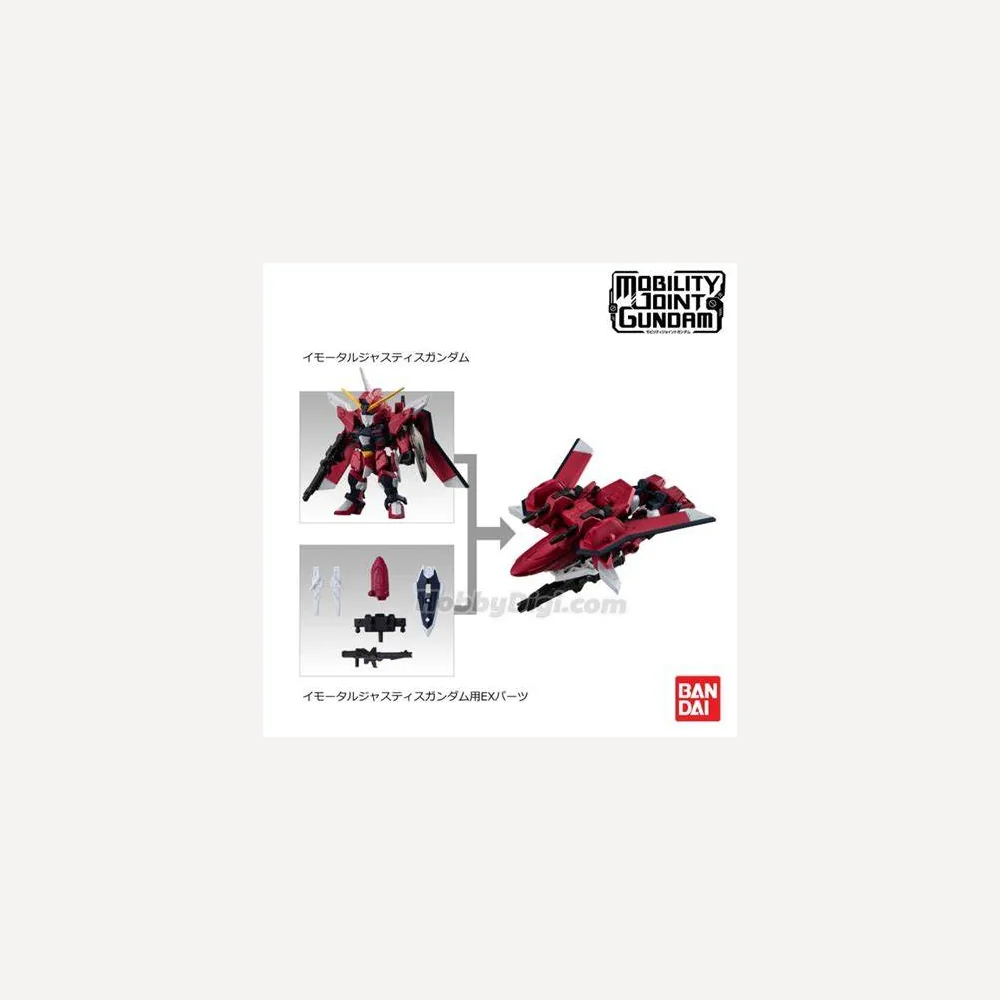 MOBILITY
JOINT
GUNDAM
モビリティジョイントガンダム
イモータルジャスティスガンダム
HobbyDigi.com
イモータルジャスティスガンダム用EXパーツ
BAN
DAI